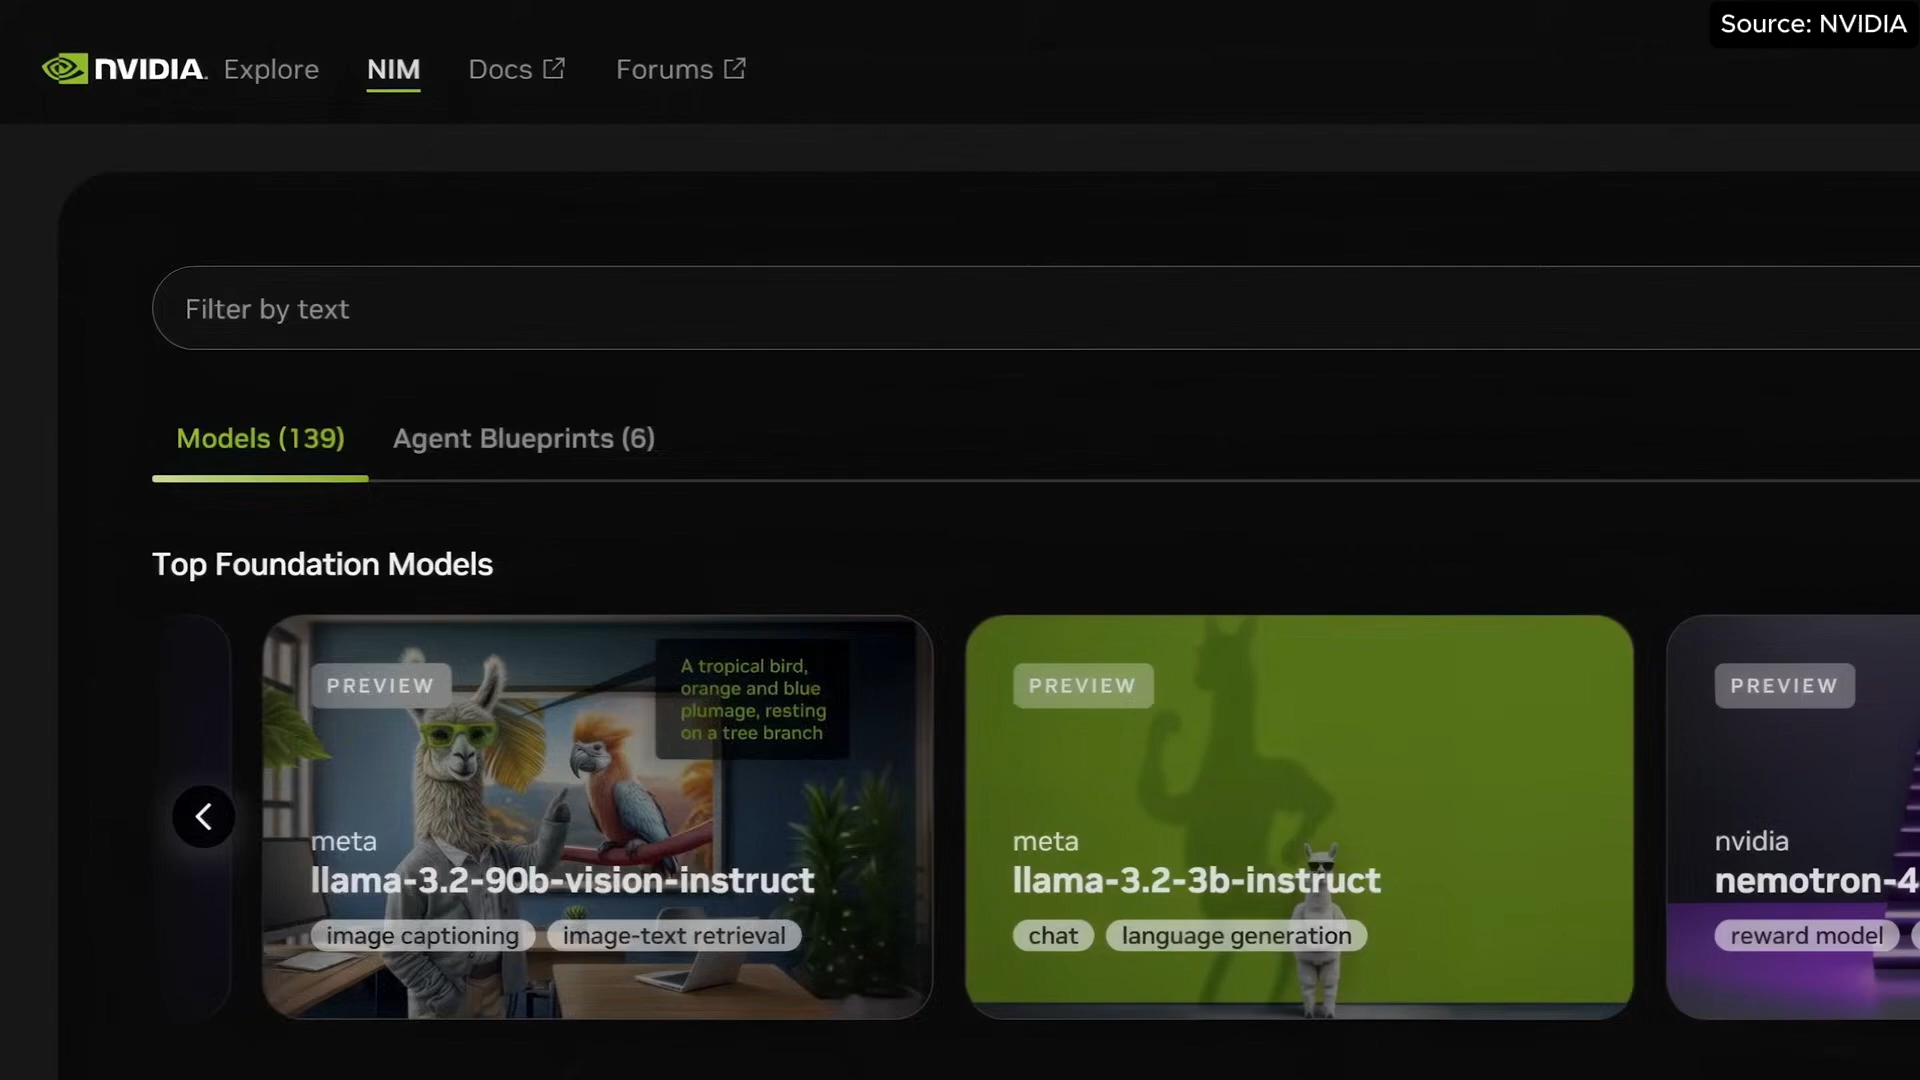 Source: NVIDIA
NVIDIA. Explore NIM Docs Forums
Filter by text
Models (139) Agent Blueprints (6)
Top Foundation Models
PREVIEW
A tropical bird,
orange and blue
plumage, resting
on a tree branch
meta
llama-3.2-90b-vision-instruct
image captioning image-text retrieval
PREVIEW
meta
llama-3.2-3b-instruct
chat language generation
PREVIEW
nvidia
nemotron-4
reward model